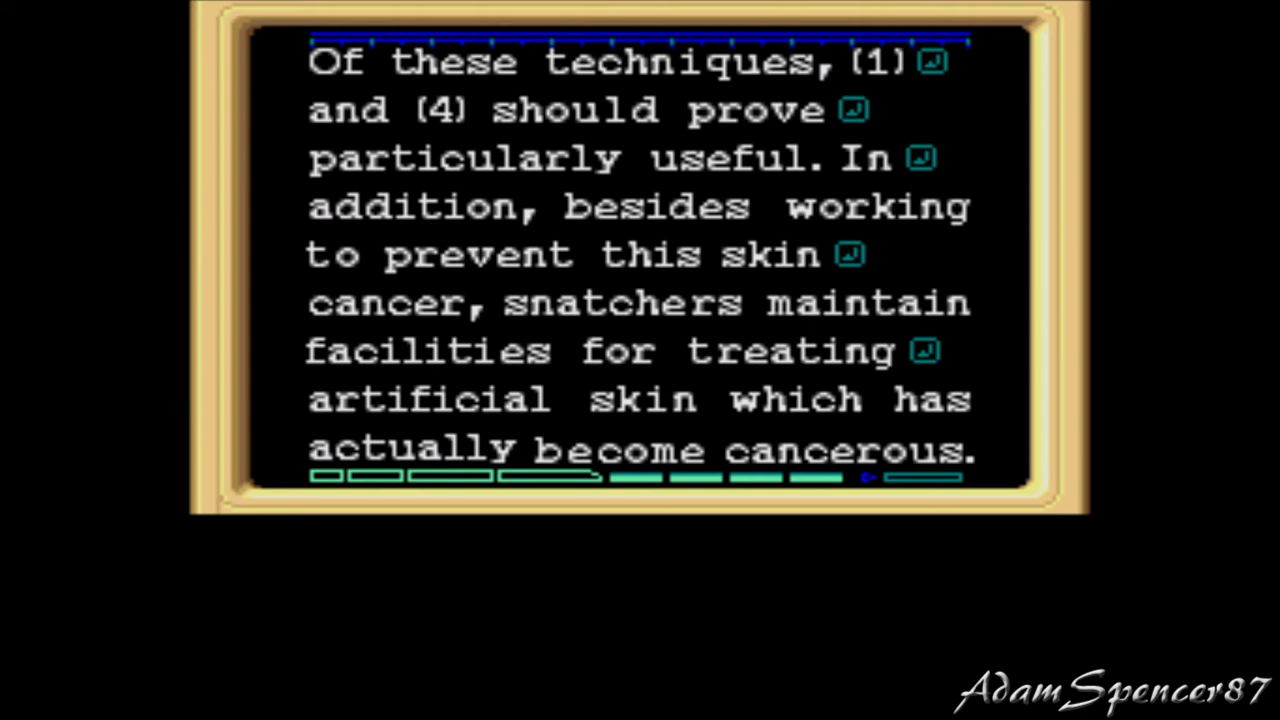 Of these techniques, (1)
and (4) should prove
particularly useful. In
addition, besides working
to prevent this skin
cancer, snatchers maintain
facilities for treating
artificial skin which has
actually become cancerous.
AdamSpencer87